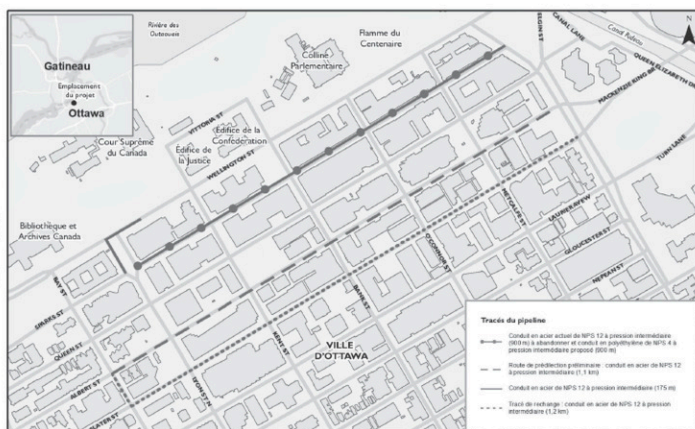 Rivière des
Outaouais
Flamme du
Centenaire
Colline
Parlementaire
ELGIN ST
CANAL LANE
Canal Rideau
N
QUEEN ELIZABETH DR
MACKENZIE KING BR
Gatineau
Emplacement
du projet
Ottawa
VITTORIA ST
Édifice de la
Confédération
Édifice de
la Justice
Cour Suprême
du Canada
WELLINGTON ST
Bibliothèque et
Archives Canada
TURN LANE
METCALFE ST
LAURIER AV W
GLOUCESTER ST
NEPEAN ST
O'CONNOR ST
BANK ST
BAY ST
SPARKS ST
QUEEN ST
ALBERT ST
SLATER ST
LYON ST N
KENT ST
VILLE
D'OTTAWA
Tracés du pipeline
Conduit en acier actuel de NPS 12 à pression intermédiaire
(900 m) à abandonner et conduit en polyéthylène de NPS 4 à
pression intermédiaire proposé (900 m)
Route de prédilection préliminaire : conduit en acier de NPS 12
à pression intermédiaire (1,1 km)
Conduit en acier de NPS 12 à pression intermédiaire (175 m)
Tracé de rechange : conduit en acier de NPS 12 à pression
intermédiaire (1,2 km)